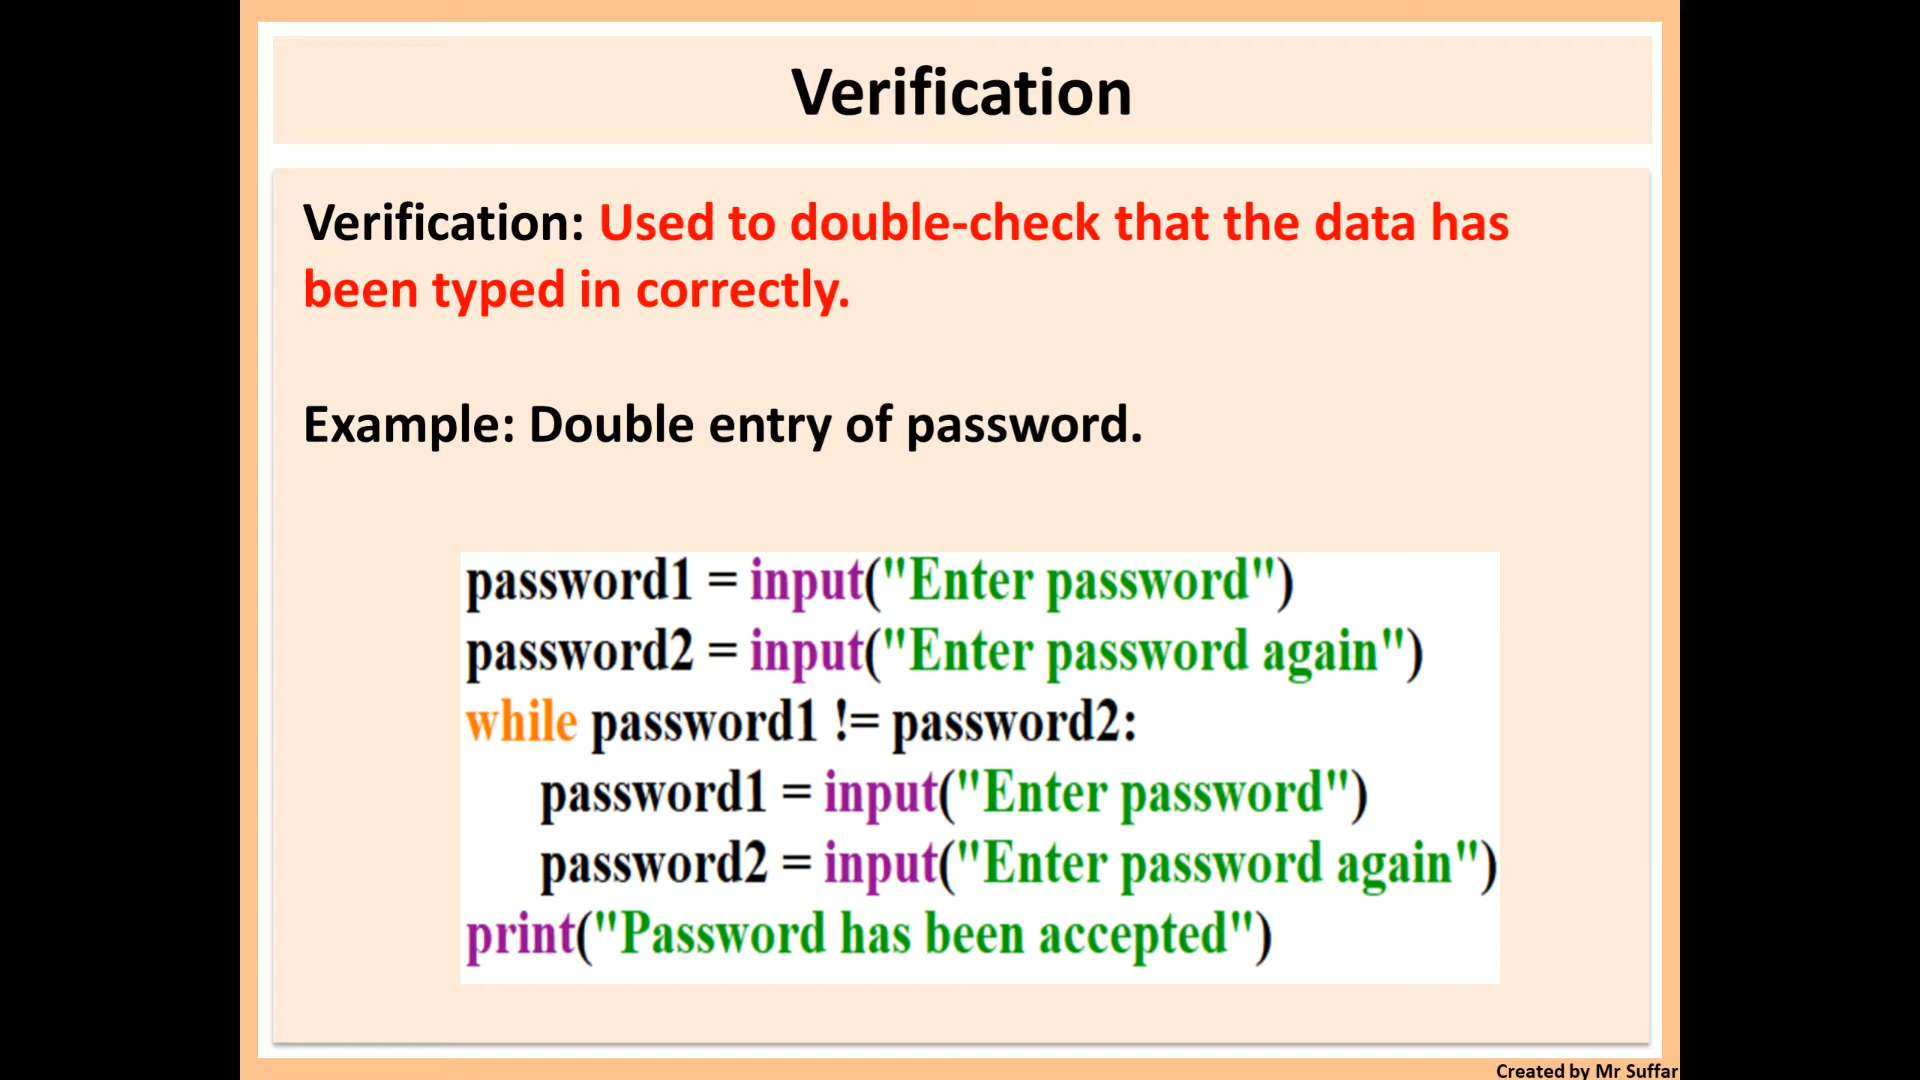 Verification
Verification: Used to double-check that the data has
been typed in correctly.
Example: Double entry of password.
password1 = input("Enter password")
password2 = input("Enter password again")
while password1 != password2:
    password1 = input("Enter password")
    password2 = input("Enter password again")
print("Password has been accepted")
Created by Mr Suffar